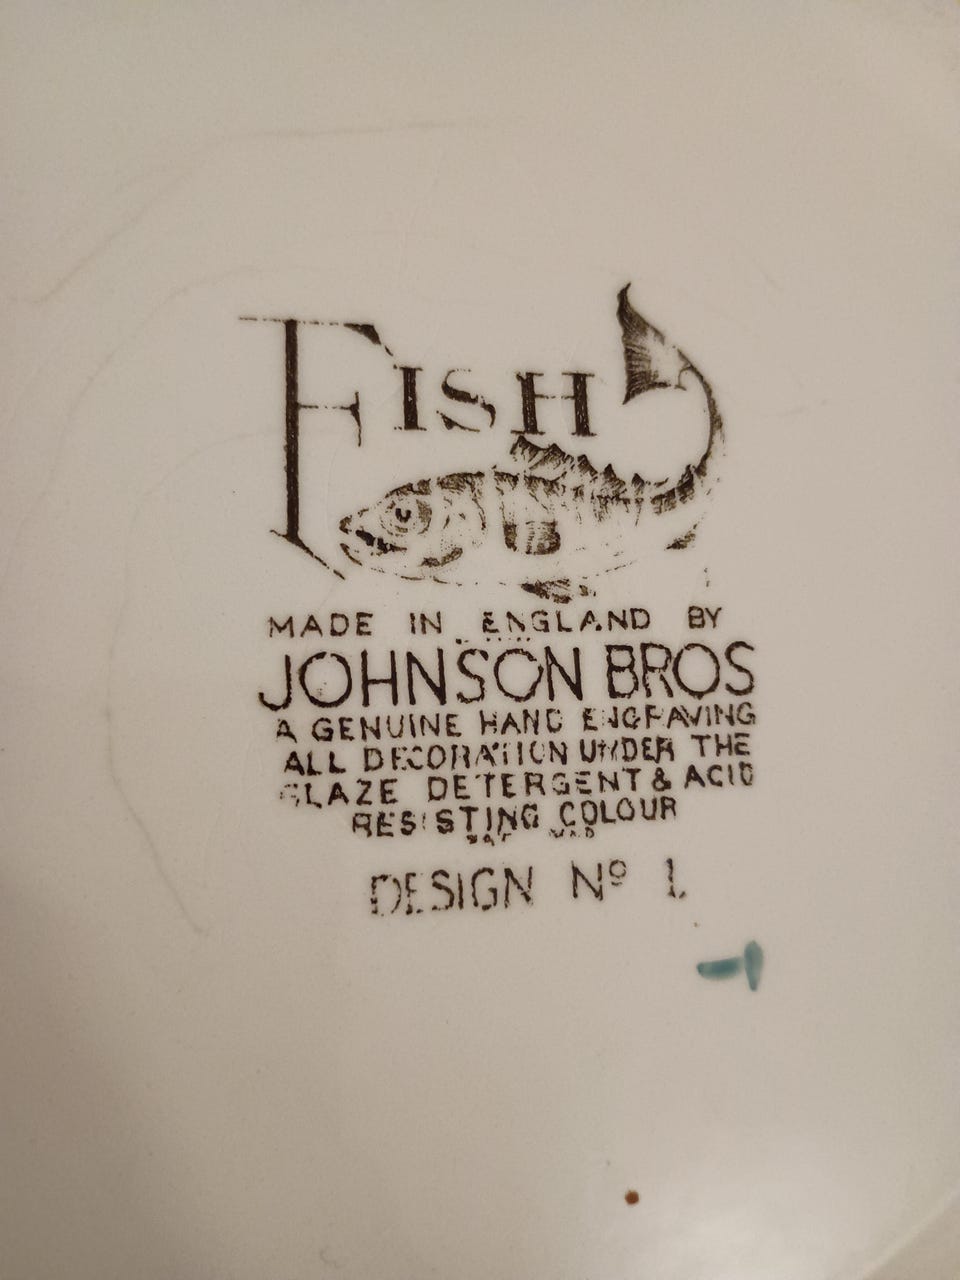 FISH
MADE IN ENGLAND BY
JOHNSON BROS
A GENUINE HAND ENGRAVING
ALL DECORATION UNDER THE
GLAZE DETERGENT & ACID
RESISTING COLOUR
DESIGN Nº 1.